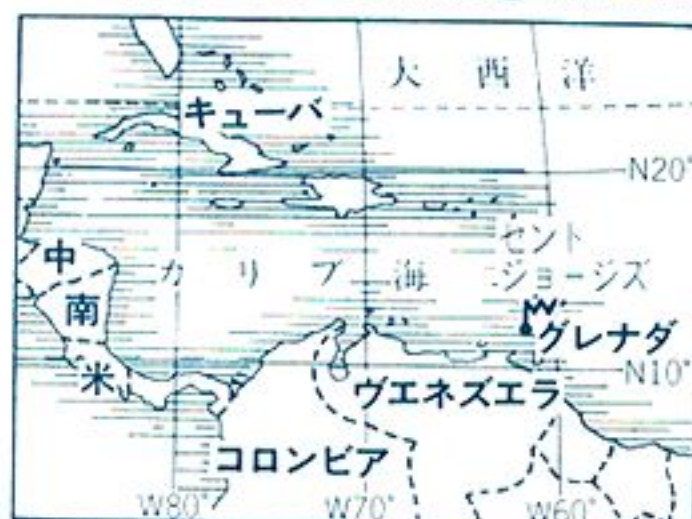 大西洋
キューバ
N20°
セント
ジョージズ
中
カリブ海
南
グレナダ
米
N10°
ヴエネズエラ
コロンビア
W80°
W70°
W60°